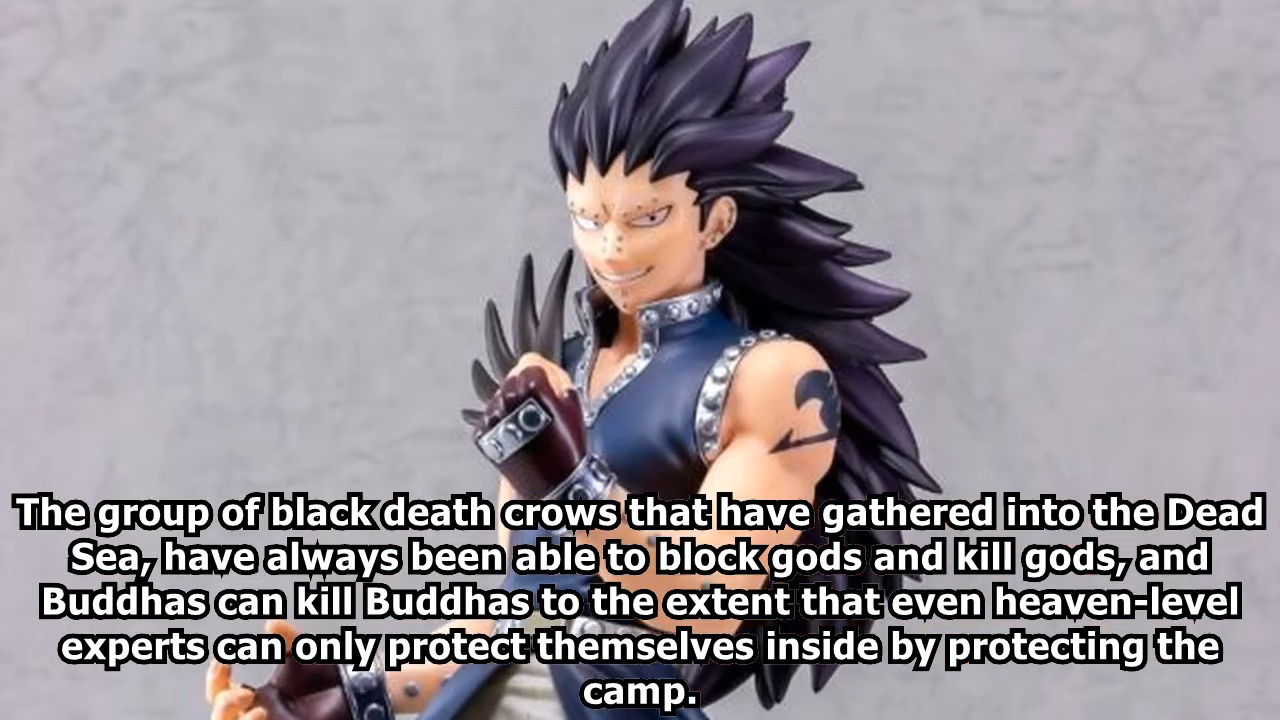 The group of black death crows that have gathered into the Dead
Sea, have always been able to block gods and kill gods, and
Buddhas can kill Buddhas to the extent that even heaven-level
experts can only protect themselves inside by protecting the
camp.